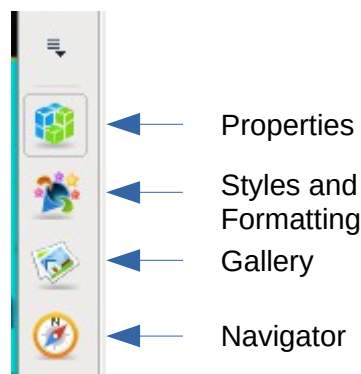 Properties
Styles and
Formatting
Gallery
N
Navigator